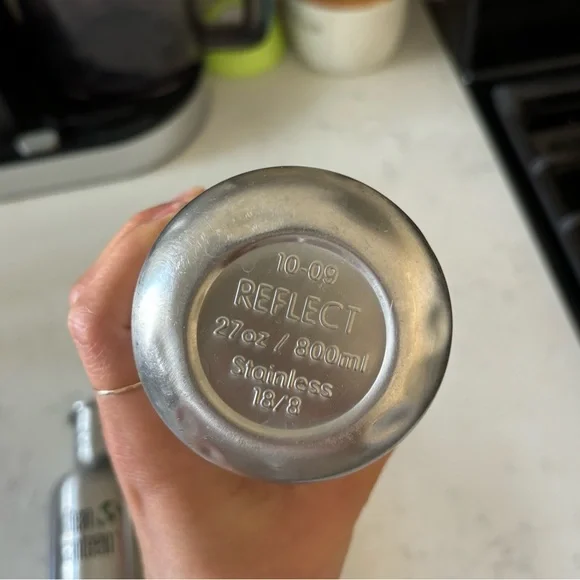 10-09
REFLECT
27oz / 800ml
Stainless
18/8